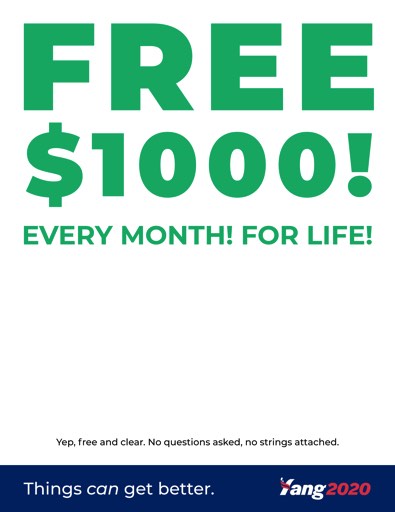 FREE
$1000!
EVERY MONTH! FOR LIFE!
Yep, free and clear. No questions asked, no strings attached.
Things can get better.
Yang2020